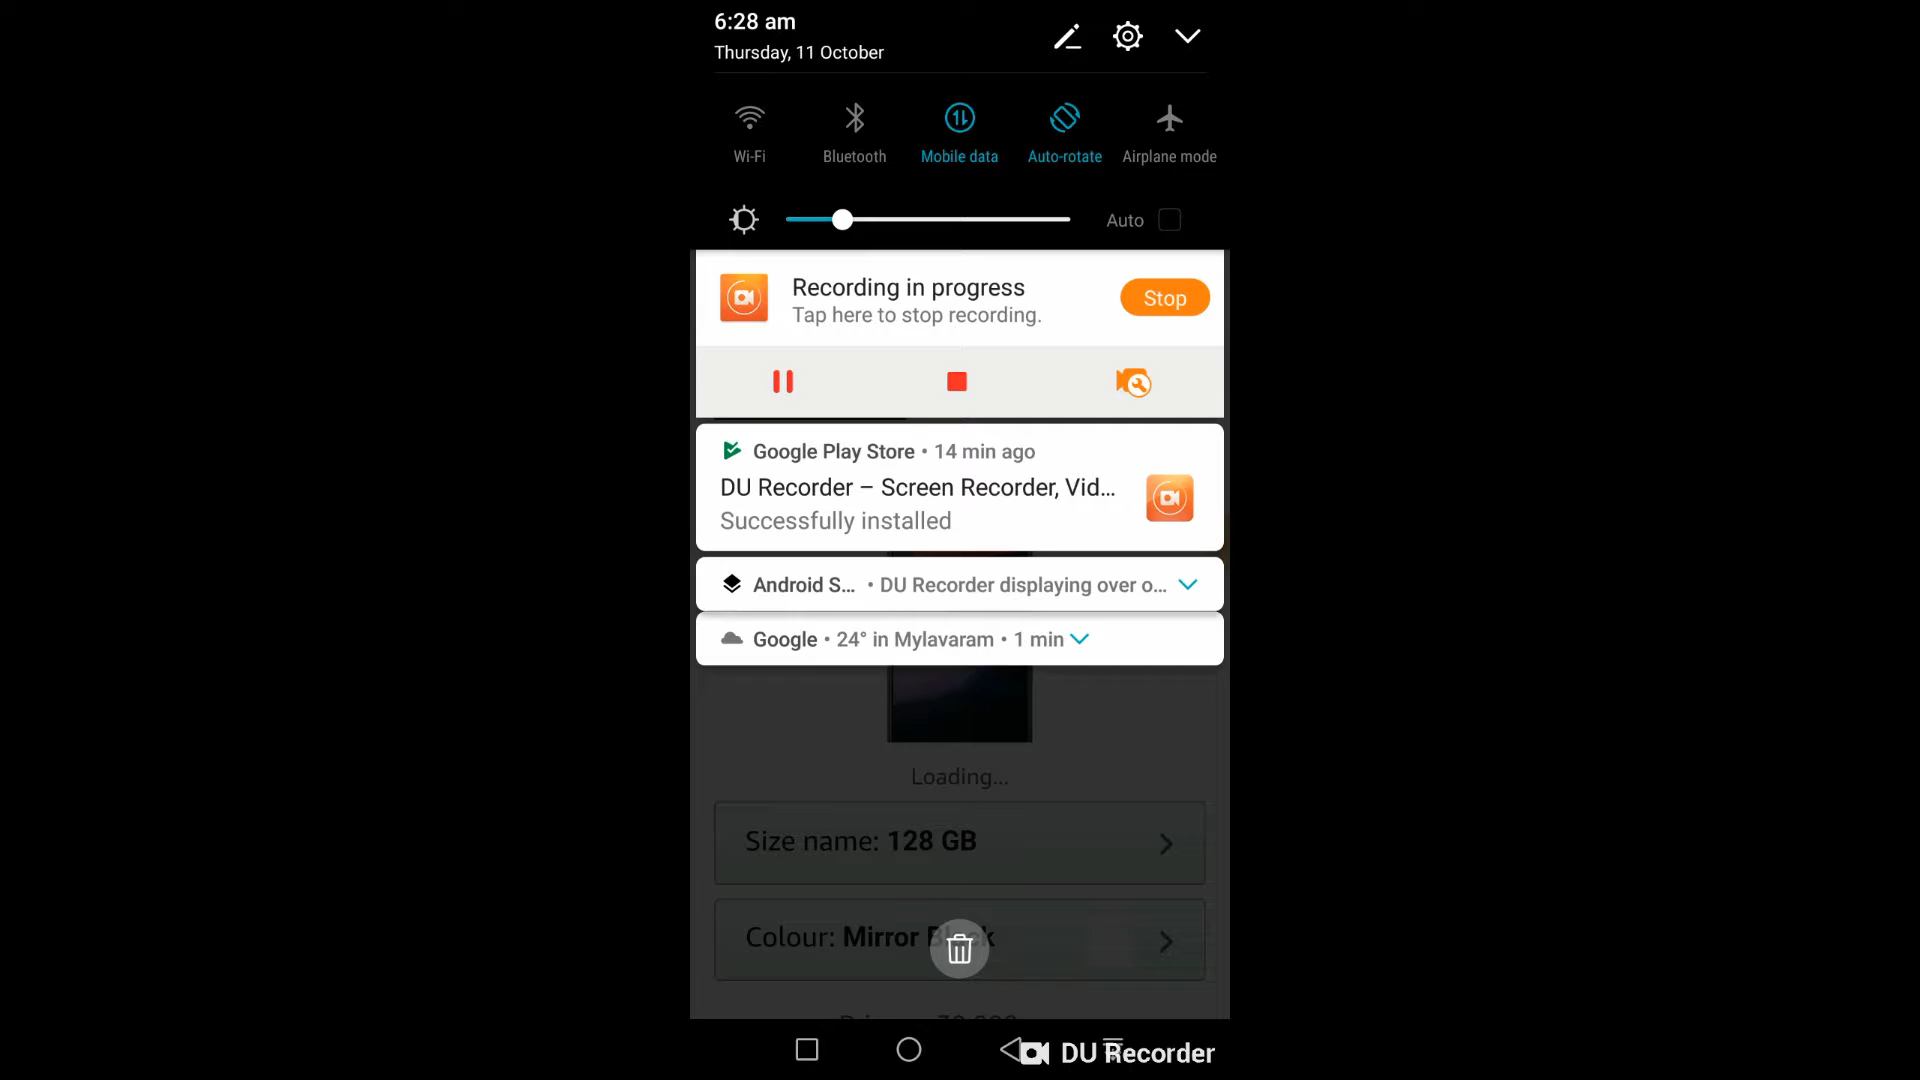 6:28 am
Thursday, 11 October
Wi-Fi
Bluetooth
Mobile data
Auto-rotate
Airplane mode
Auto
Recording in progress
Tap here to stop recording.
Stop
Google Play Store • 14 min ago
DU Recorder – Screen Recorder, Vid...
Successfully installed
Android S... • DU Recorder displaying over o...
Google • 24° in Mylavaram • 1 min
Loading...
Size name: 128 GB
Colour: Mirror
DU Recorder